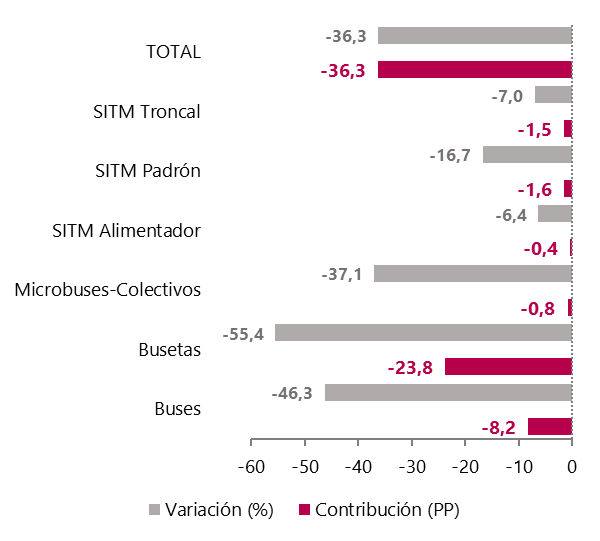 -36,3
TOTAL
-36,3
-7,0
SITM Troncal
-1,5
-16,7
SITM Padrón
-1,6
-6,4
SITM Alimentador
-0,4
-37,1
Microbuses-Colectivos
-0,8
-55,4
Busetas
-23,8
-46,3
Buses
-8,2
-60 -50 -40 -30 -20 -10 0
Variación (%) Contribución (PP)